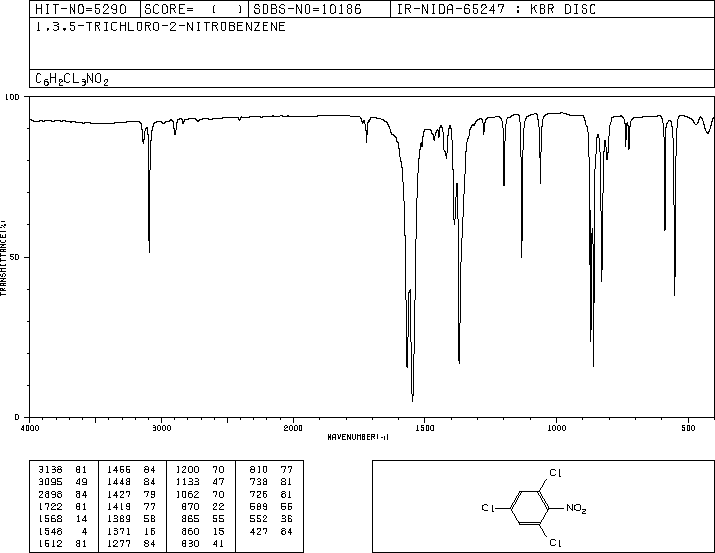 HIT-NO=5290 SCORE= ( ) SDBS-NO=10186 IR-NIDA-65247 : KBR DISC
1,3,5-TRICHLORO-2-NITROBENZENE
C6H2CL3NO2
100
50
0
TRANSMITTANCE(%)
4000 3000 2000 1500 1000 500
WAVENUMBER(-1)
3138 81 1466 84 1200 70 810 77
3095 49 1448 84 1133 47 738 81
2898 84 1427 79 1062 70 726 81
1722 81 1419 77 870 22 589 55
1568 14 1389 58 865 55 552 36
1548 4 1371 15 860 15 427 84
1512 81 1277 84 830 41
Cl
Cl
NO2
Cl